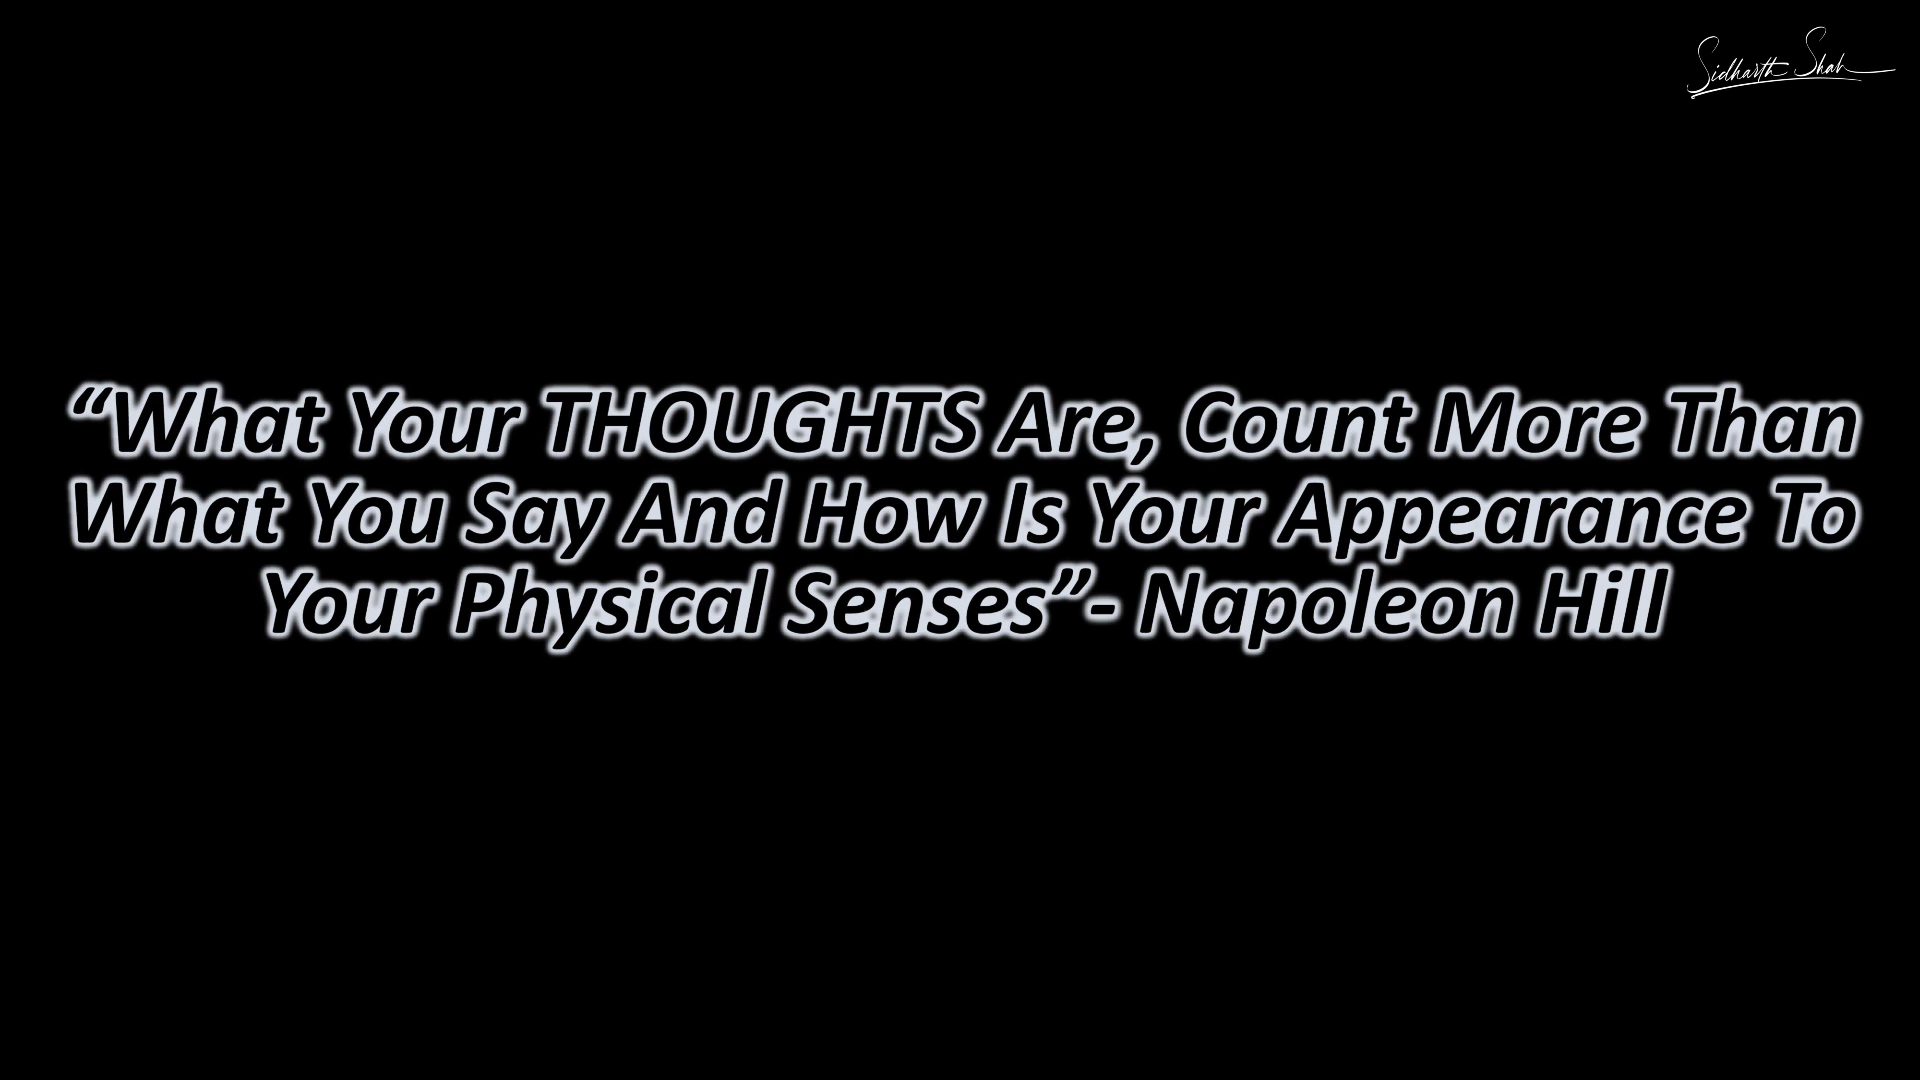 Sidharth Shah
“What Your THOUGHTS Are, Count More Than
What You Say And How Is Your Appearance To
Your Physical Senses”- Napoleon Hill